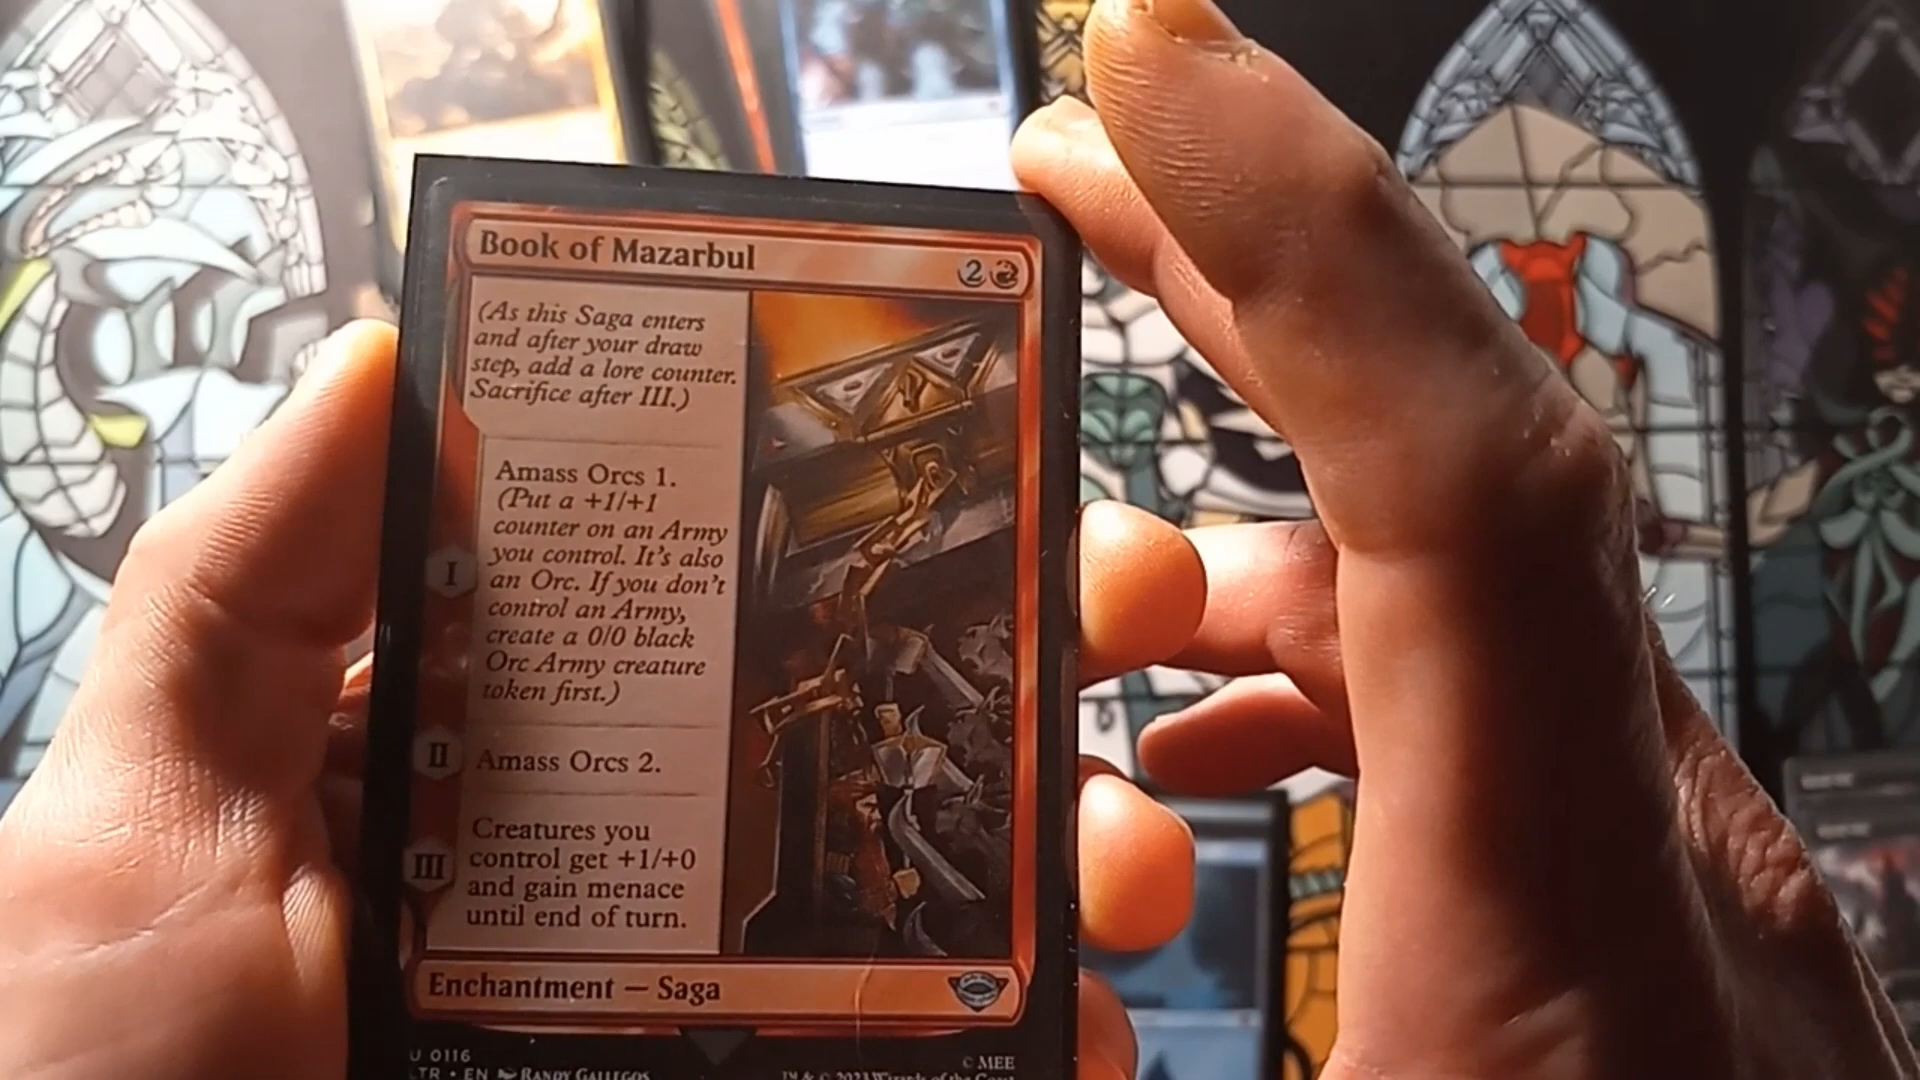 Book of Mazarbul
2
(As this Saga enters
and after your draw
step, add a lore counter.
Sacrifice after III.)
I
Amass Orcs 1.
(Put a +1/+1
counter on an Army
you control. It's also
an Orc. If you don't
control an Army,
create a 0/0 black
Orc Army creature
token first.)
II
Amass Orcs 2.
III
Creatures you
control get +1/+0
and gain menace
until end of turn.
Enchantment — Saga
U 0116
© MEE
LTR • EN RANDY GALLEGOS
™ & © 2023 Wizards of the Coast